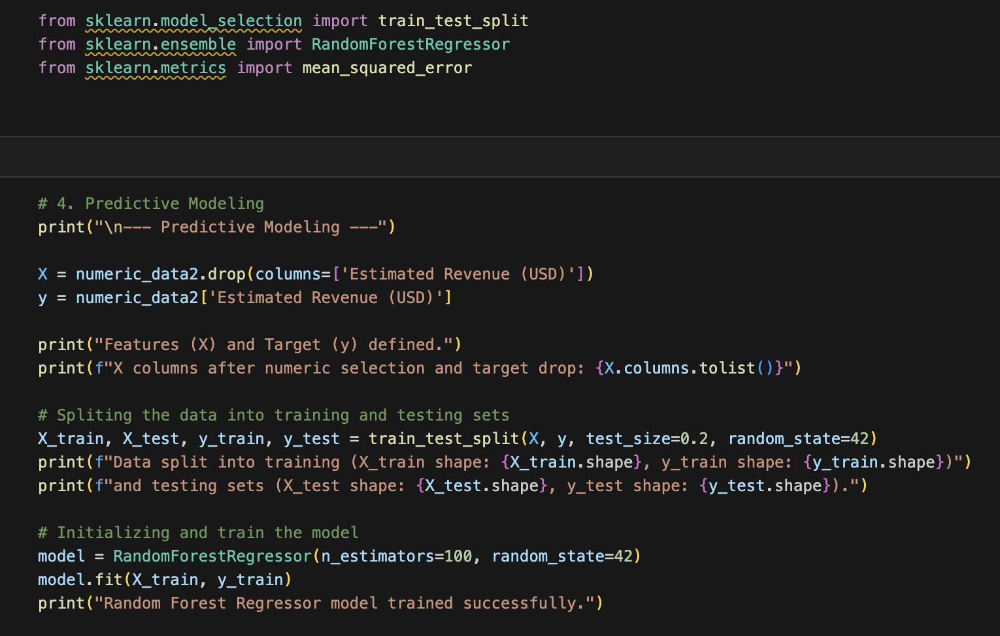 from sklearn.model_selection import train_test_split
from sklearn.ensemble import RandomForestRegressor
from sklearn.metrics import mean_squared_error
# 4. Predictive Modeling
print("\n--- Predictive Modeling ---")
X = numeric_data2.drop(columns=['Estimated Revenue (USD)'])
y = numeric_data2['Estimated Revenue (USD)']
print("Features (X) and Target (y) defined.")
print(f"X columns after numeric selection and target drop: {X.columns.tolist()}")
# Spliting the data into training and testing sets
X_train, X_test, y_train, y_test = train_test_split(X, y, test_size=0.2, random_state=42)
print(f"Data split into training (X_train shape: {X_train.shape}, y_train shape: {y_train.shape})")
print(f"and testing sets (X_test shape: {X_test.shape}, y_test shape: {y_test.shape}).")
# Initializing and train the model
model = RandomForestRegressor(n_estimators=100, random_state=42)
model.fit(X_train, y_train)
print("Random Forest Regressor model trained successfully.")